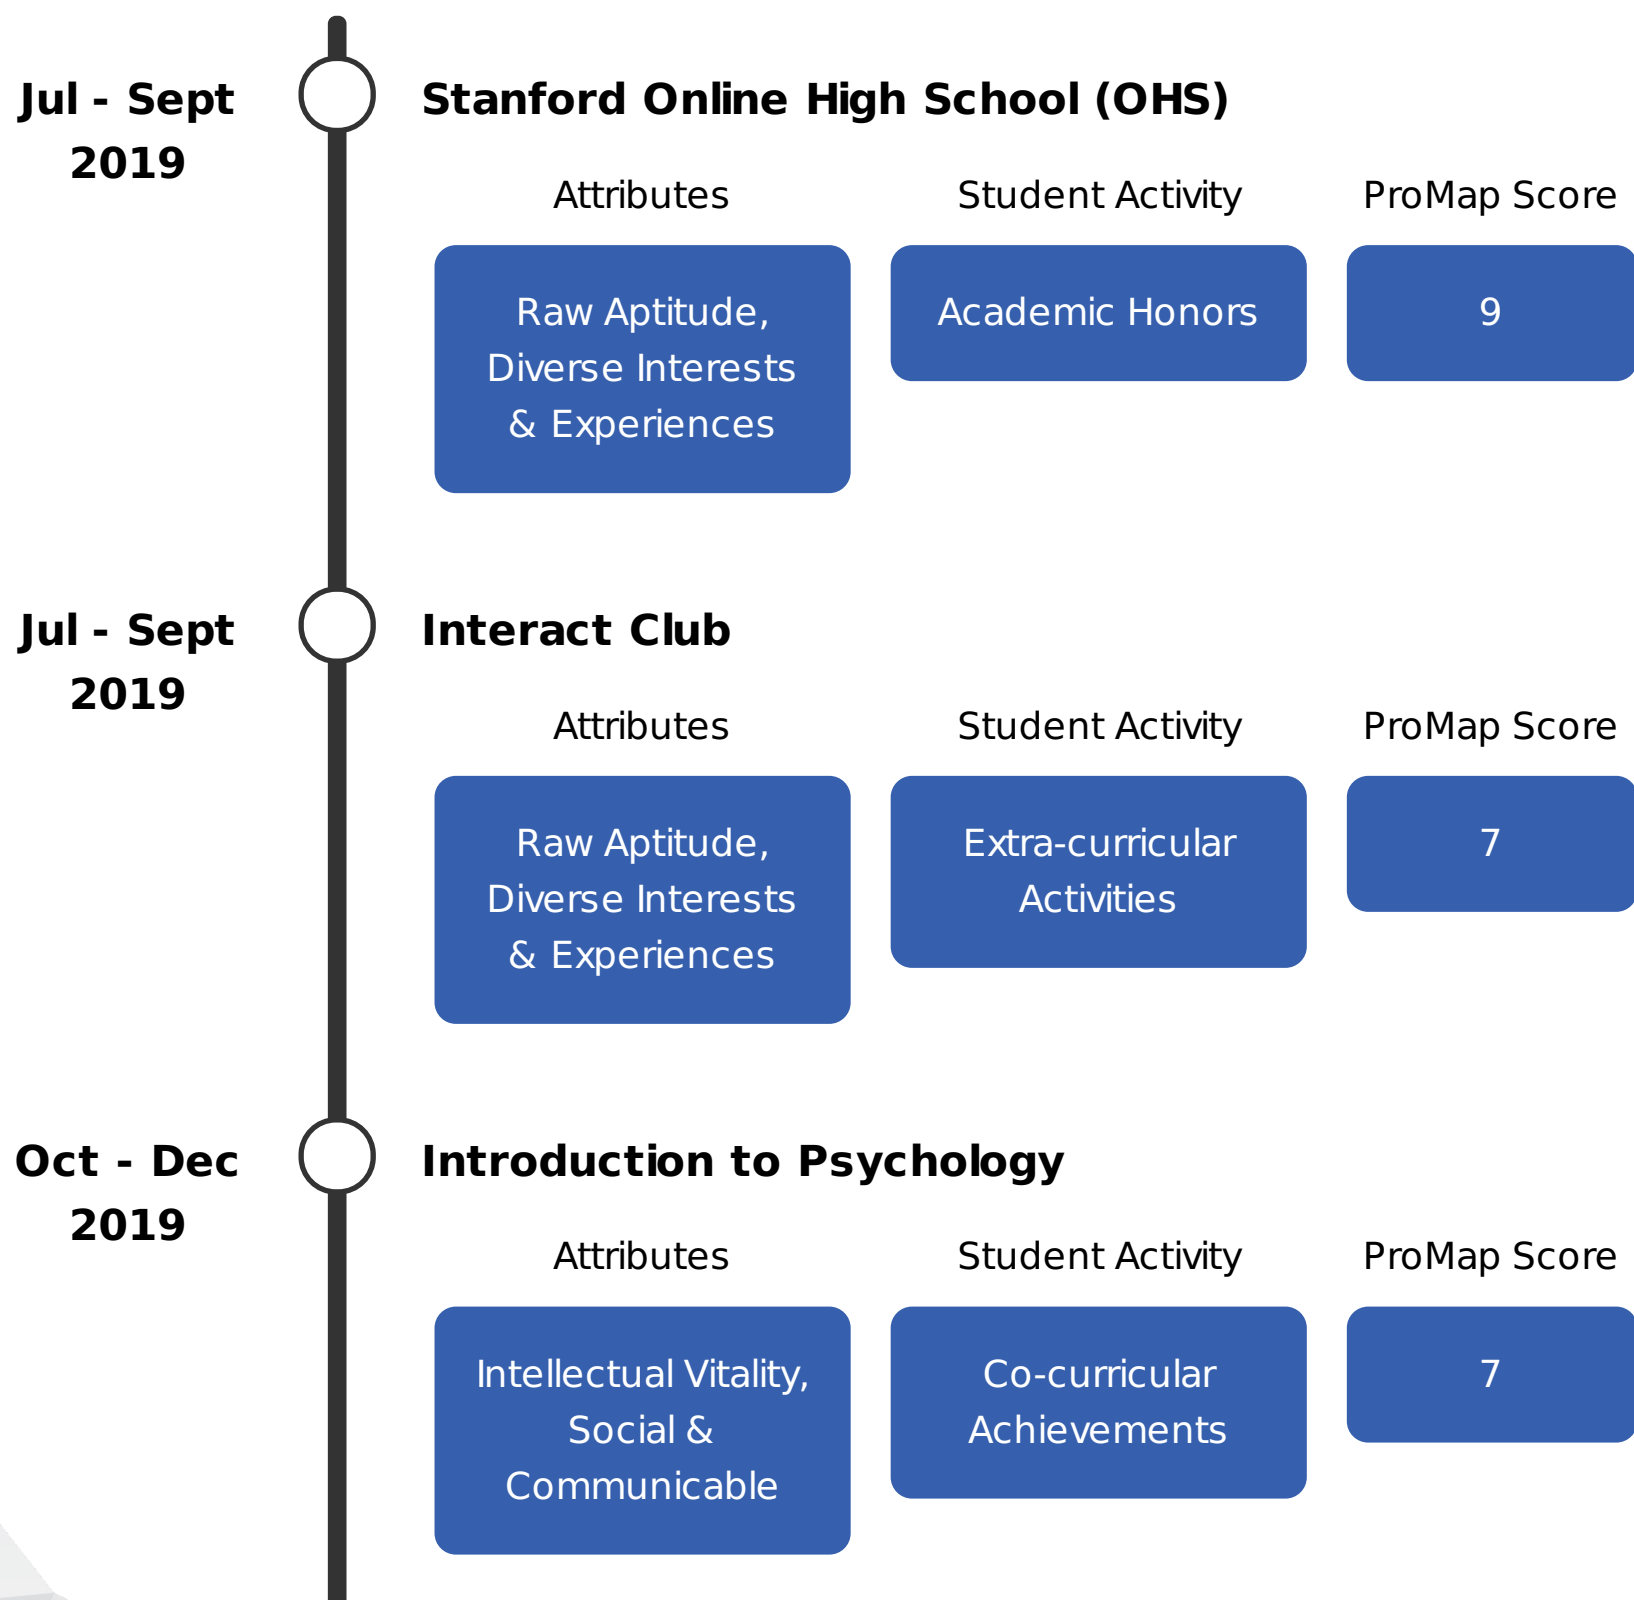 Jul - Sept
2019
Stanford Online High School (OHS)
Attributes
Student Activity
ProMap Score
Raw Aptitude,
Diverse Interests
& Experiences
Academic Honors
9
Jul - Sept
2019
Interact Club
Attributes
Student Activity
ProMap Score
Raw Aptitude,
Diverse Interests
& Experiences
Extra-curricular
Activities
7
Oct - Dec
2019
Introduction to Psychology
Attributes
Student Activity
ProMap Score
Intellectual Vitality,
Social &
Communicable
Co-curricular
Achievements
7